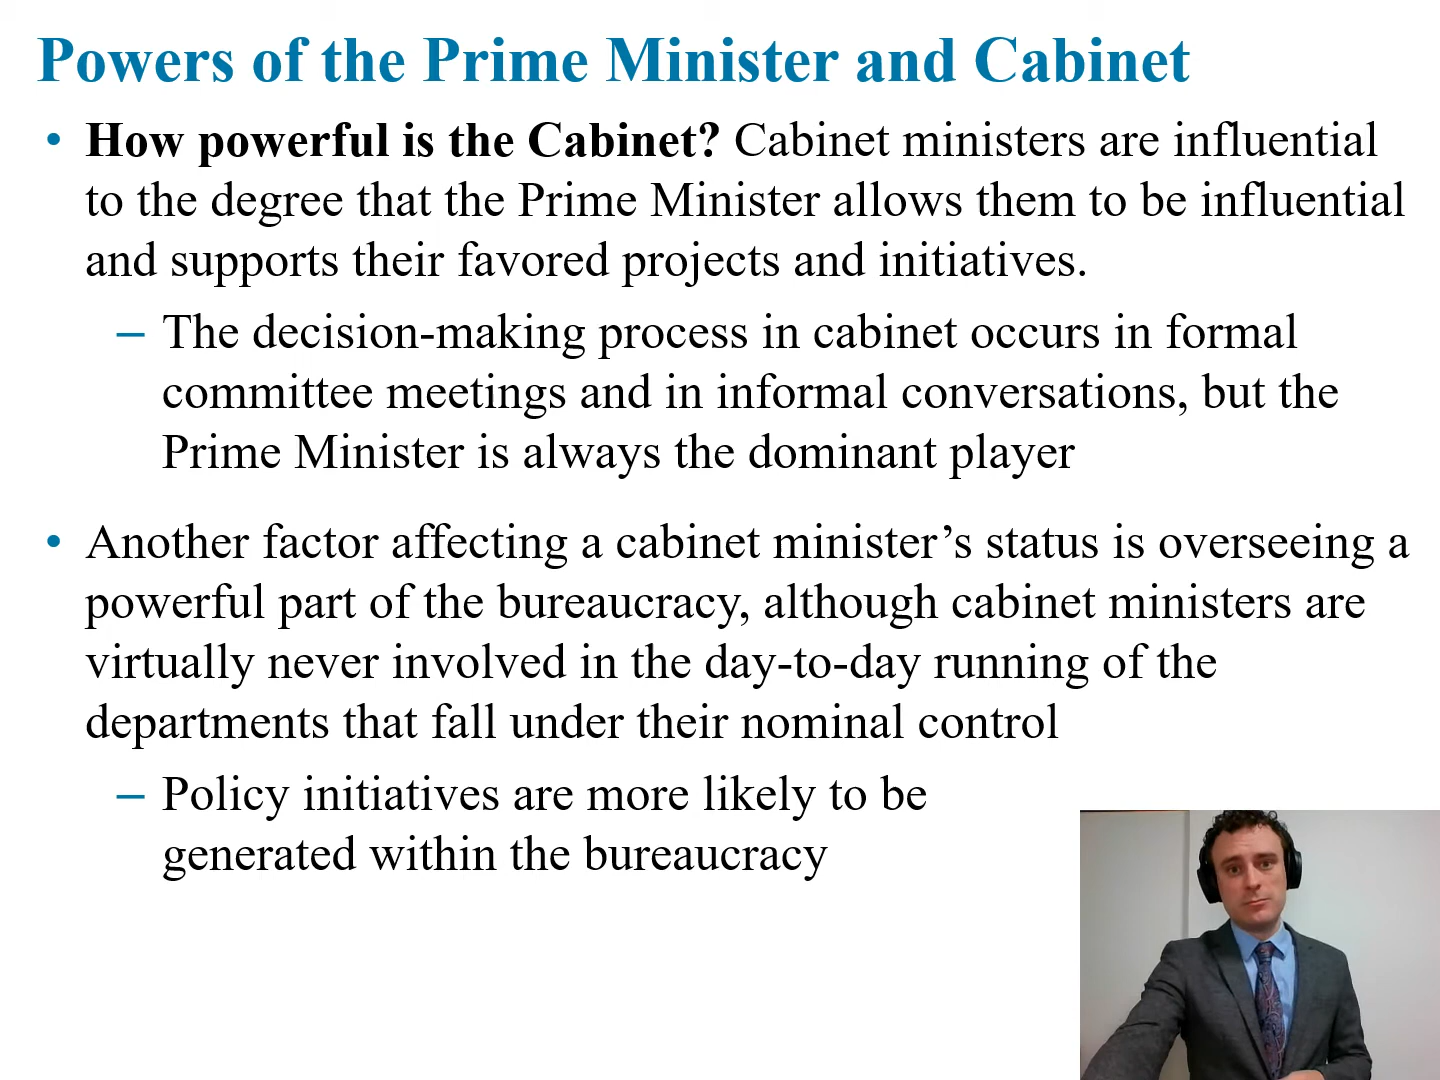 Powers of the Prime Minister and Cabinet
• How powerful is the Cabinet? Cabinet ministers are influential
to the degree that the Prime Minister allows them to be influential
and supports their favored projects and initiatives.
– The decision-making process in cabinet occurs in formal
committee meetings and in informal conversations, but the
Prime Minister is always the dominant player
• Another factor affecting a cabinet minister’s status is overseeing a
powerful part of the bureaucracy, although cabinet ministers are
virtually never involved in the day-to-day running of the
departments that fall under their nominal control
– Policy initiatives are more likely to be
generated within the bureaucracy